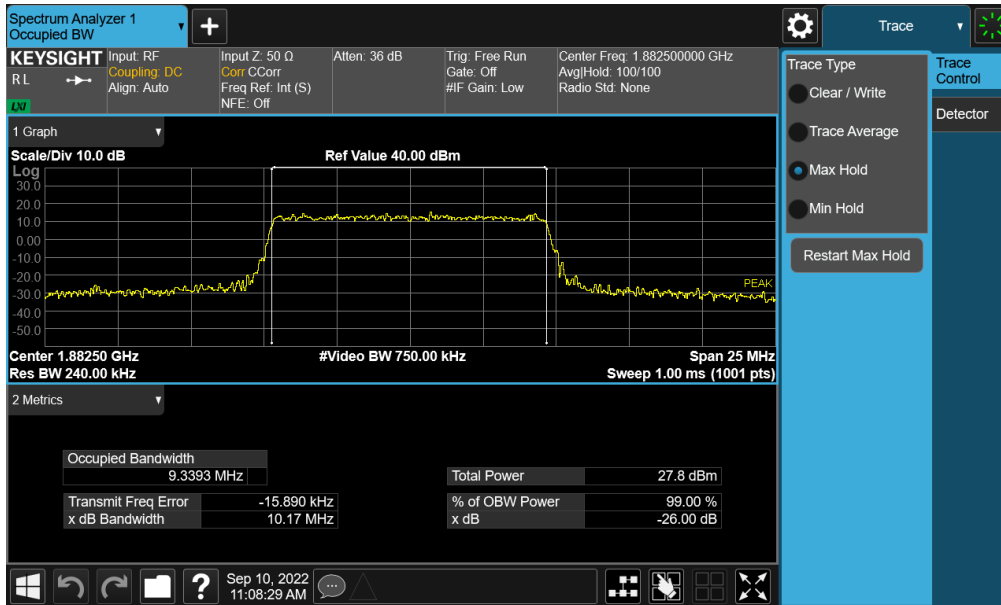 Spectrum Analyzer 1
Occupied BW
Trace
KEYSIGHT
R L
LXI
Input: RF
Coupling: DC
Align: Auto
Input Z: 50 Ω
Corr CCorr
Freq Ref: Int (S)
NFE: Off
Atten: 36 dB
Trig: Free Run
Gate: Off
#IF Gain: Low
Center Freq: 1.882500000 GHz
Avg|Hold: 100/100
Radio Std: None
Trace Type
Clear / Write
Trace Average
Max Hold
Min Hold
Restart Max Hold
Trace
Control
Detector
1 Graph
Scale/Div 10.0 dB
Ref Value 40.00 dBm
Log
30.0
20.0
10.0
0.00
-10.0
-20.0
-30.0
-40.0
-50.0
PEAK
Center 1.88250 GHz
#Video BW 750.00 kHz
Span 25 MHz
Res BW 240.00 kHz
Sweep 1.00 ms (1001 pts)
2 Metrics
Occupied Bandwidth
9.3393 MHz
Total Power 27.8 dBm
Transmit Freq Error -15.890 kHz
% of OBW Power 99.00 %
x dB Bandwidth 10.17 MHz
x dB -26.00 dB
Sep 10, 2022
11:08:29 AM